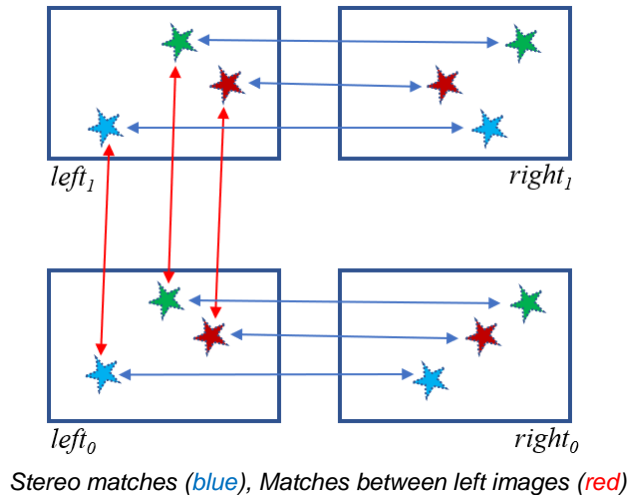 left₁ right₁
left₀ right₀
Stereo matches (blue), Matches between left images (red)